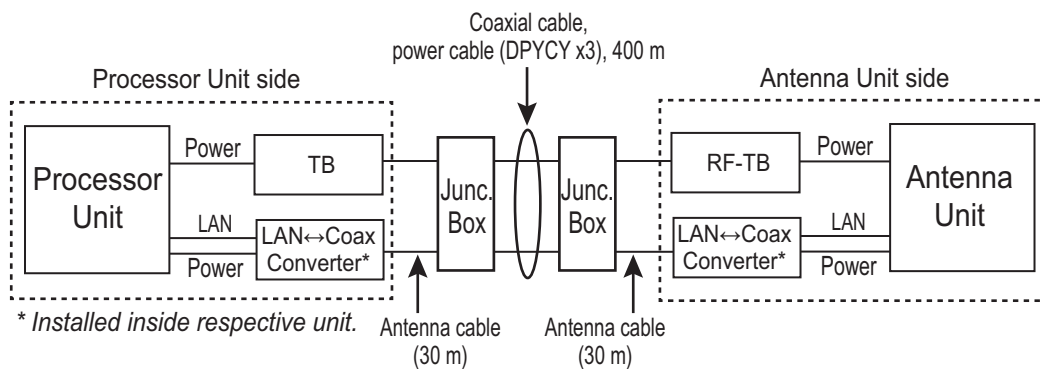 Coaxial cable,
power cable (DPYCY x3), 400 m
Processor Unit side
Antenna Unit side
Processor
Unit
Power
TB
LAN
Power
LAN↔Coax
Converter*
Junc.
Box
Junc.
Box
RF-TB
Power
LAN↔Coax
Converter*
LAN
Power
Antenna
Unit
* Installed inside respective unit.
Antenna cable
(30 m)
Antenna cable
(30 m)